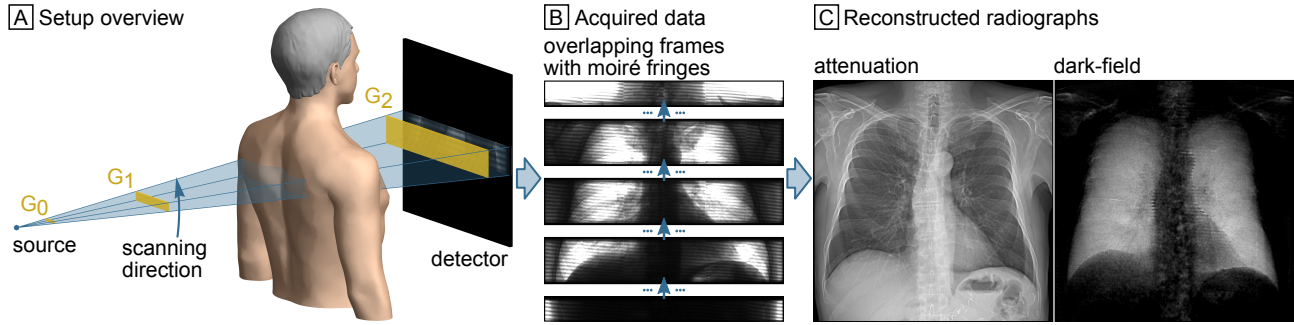 A Setup overview
G0
G1
G2
source
scanning
direction
detector
B Acquired data
overlapping frames
with moiré fringes
... ...
... ...
... ...
... ...
C Reconstructed radiographs
attenuation
dark-field